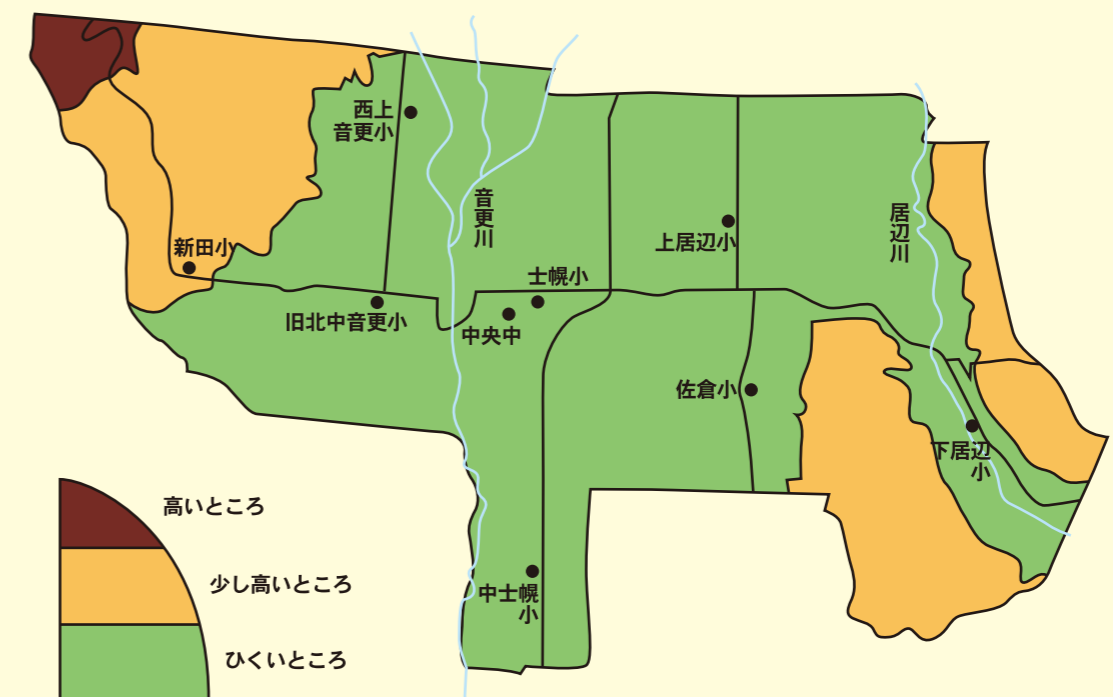 西上
音更小
音更川
居辺川
新田小
上居辺小
士幌小
旧北中音更小
中央中
佐倉小
下居辺
小
高いところ
少し高いところ
中士幌
小
ひくいところ